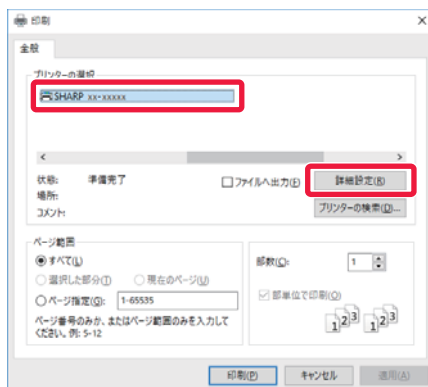 印刷
全般
プリンターの選択
SHARP xx-xxxxx
状態: 準備完了
ファイルへ出力(F)
詳細設定(R)
場所:
コメント:
プリンターの検索(D)...
ページ範囲
すべて(L)
選択した部分(T)
現在のページ(U)
ページ指定(G): 1-65535
ページ番号のみか、またはページ範囲のみを入力して
ください。例: 5-12
部数(C): 1
部単位で印刷(O)
1 2 3 1 2 3
印刷(P)
キャンセル
適用(A)